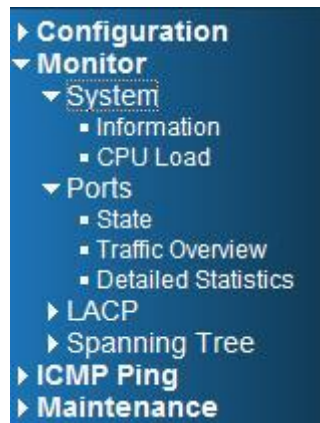 Configuration
Monitor
System
Information
CPU Load
Ports
State
Traffic Overview
Detailed Statistics
LACP
Spanning Tree
ICMP Ping
Maintenance